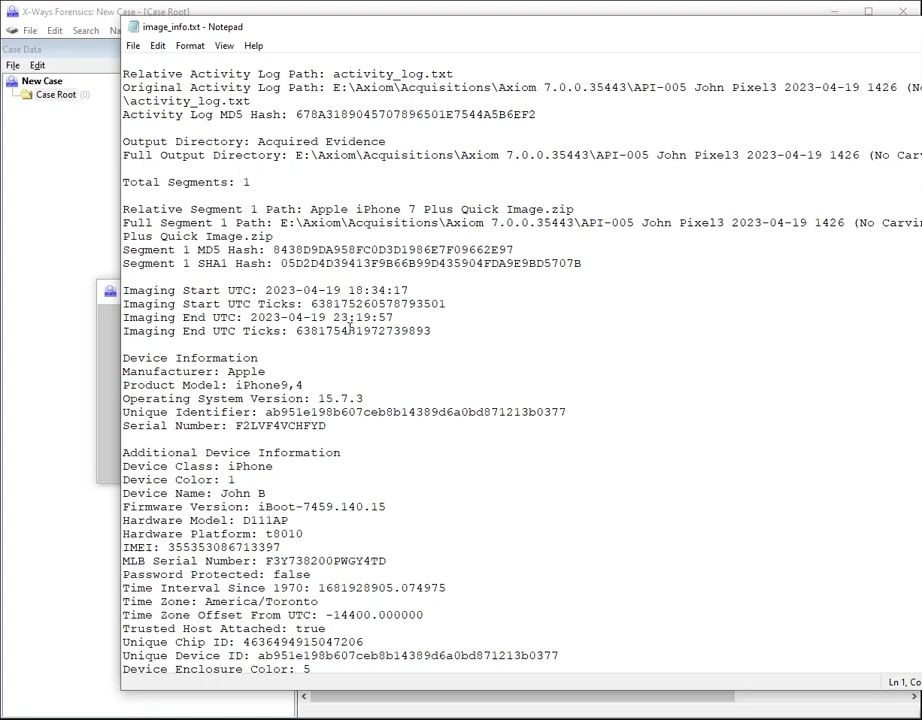 X-Ways Forensics: New Case - [Case Root]
File Edit Search
Case Data
File Edit
New Case
Case Root (0)
image_info.txt - Notepad
File Edit Format View Help
Relative Activity Log Path: activity_log.txt
Original Activity Log Path: E:\Axiom\Acquisitions\Axiom 7.0.0.35443\API-005 John Pixel3 2023-04-19 1426 (No
\activity_log.txt
Activity Log MD5 Hash: 678A3189045707896501E7544A5B6EF2
Output Directory: Acquired Evidence
Full Output Directory: E:\Axiom\Acquisitions\Axiom 7.0.0.35443\API-005 John Pixel3 2023-04-19 1426 (No Carv
Total Segments: 1
Relative Segment 1 Path: Apple iPhone 7 Plus Quick Image.zip
Full Segment 1 Path: E:\Axiom\Acquisitions\Axiom 7.0.0.35443\API-005 John Pixel3 2023-04-19 1426 (No Carvin
Plus Quick Image.zip
Segment 1 MD5 Hash: 8438D9DA958FC0D3D1986E7F09662E97
Segment 1 SHA1 Hash: 05D2D4D39413F9B66B99D435904FDA9E9BD5707B
Imaging Start UTC: 2023-04-19 18:34:17
Imaging Start UTC Ticks: 638175260578793501
Imaging End UTC: 2023-04-19 23:19:57
Imaging End UTC Ticks: 638175431972739893
Device Information
Manufacturer: Apple
Product Model: iPhone9,4
Operating System Version: 15.7.3
Unique Identifier: ab951e198b607ceb8b14389d6a0bd871213b0377
Serial Number: F2LVF4VCHFYD
Additional Device Information
Device Class: iPhone
Device Color: 1
Device Name: John B
Firmware Version: iBoot-7459.140.15
Hardware Model: D111AP
Hardware Platform: t8010
IMEI: 355353086713397
MLB Serial Number: F3Y738200PWGY4TD
Password Protected: false
Time Interval Since 1970: 1681928905.074975
Time Zone: America/Toronto
Time Zone Offset From UTC: -14400.000000
Trusted Host Attached: true
Unique Chip ID: 4636494915047206
Unique Device ID: ab951e198b607ceb8b14389d6a0bd871213b0377
Device Enclosure Color: 5
Ln 1, Co